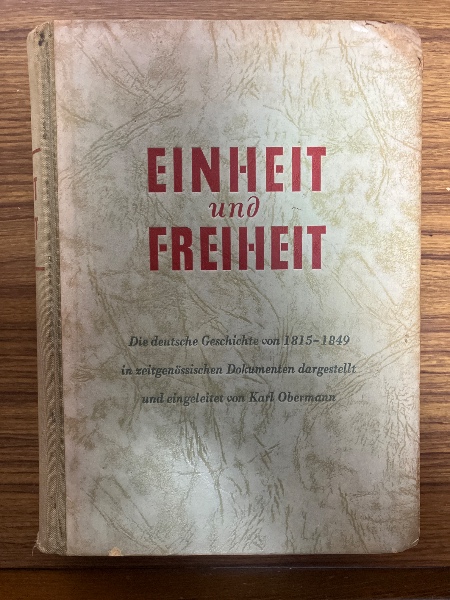 EINHEIT
und
FREIHEIT
Die deutsche Geschichte von 1815–1849
in zeitgenössischen Dokumenten dargestellt
und eingeleitet von Karl Obermann